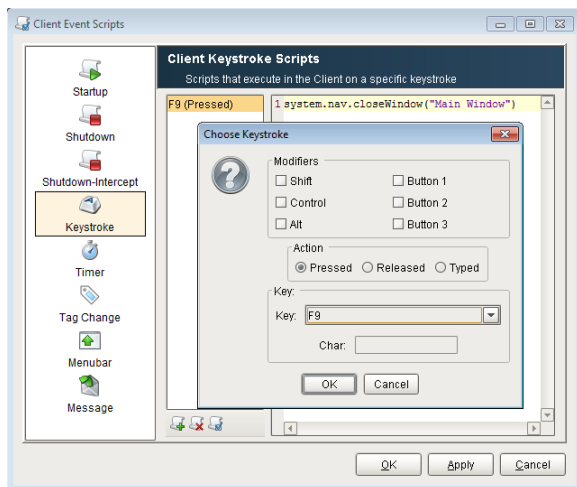 Client Event Scripts
Startup
Shutdown
Shutdown-Intercept
Keystroke
Timer
Tag Change
Menubar
Message
Client Keystroke Scripts
Scripts that execute in the Client on a specific keystroke
F9 (Pressed)
1 system.nav.closeWindow("Main Window")
Choose Keystroke
Modifiers
Shift Button 1
Control Button 2
Alt Button 3
Action
Pressed Released Typed
Key:
Key: F9
Char:
OK Cancel
OK Apply Cancel